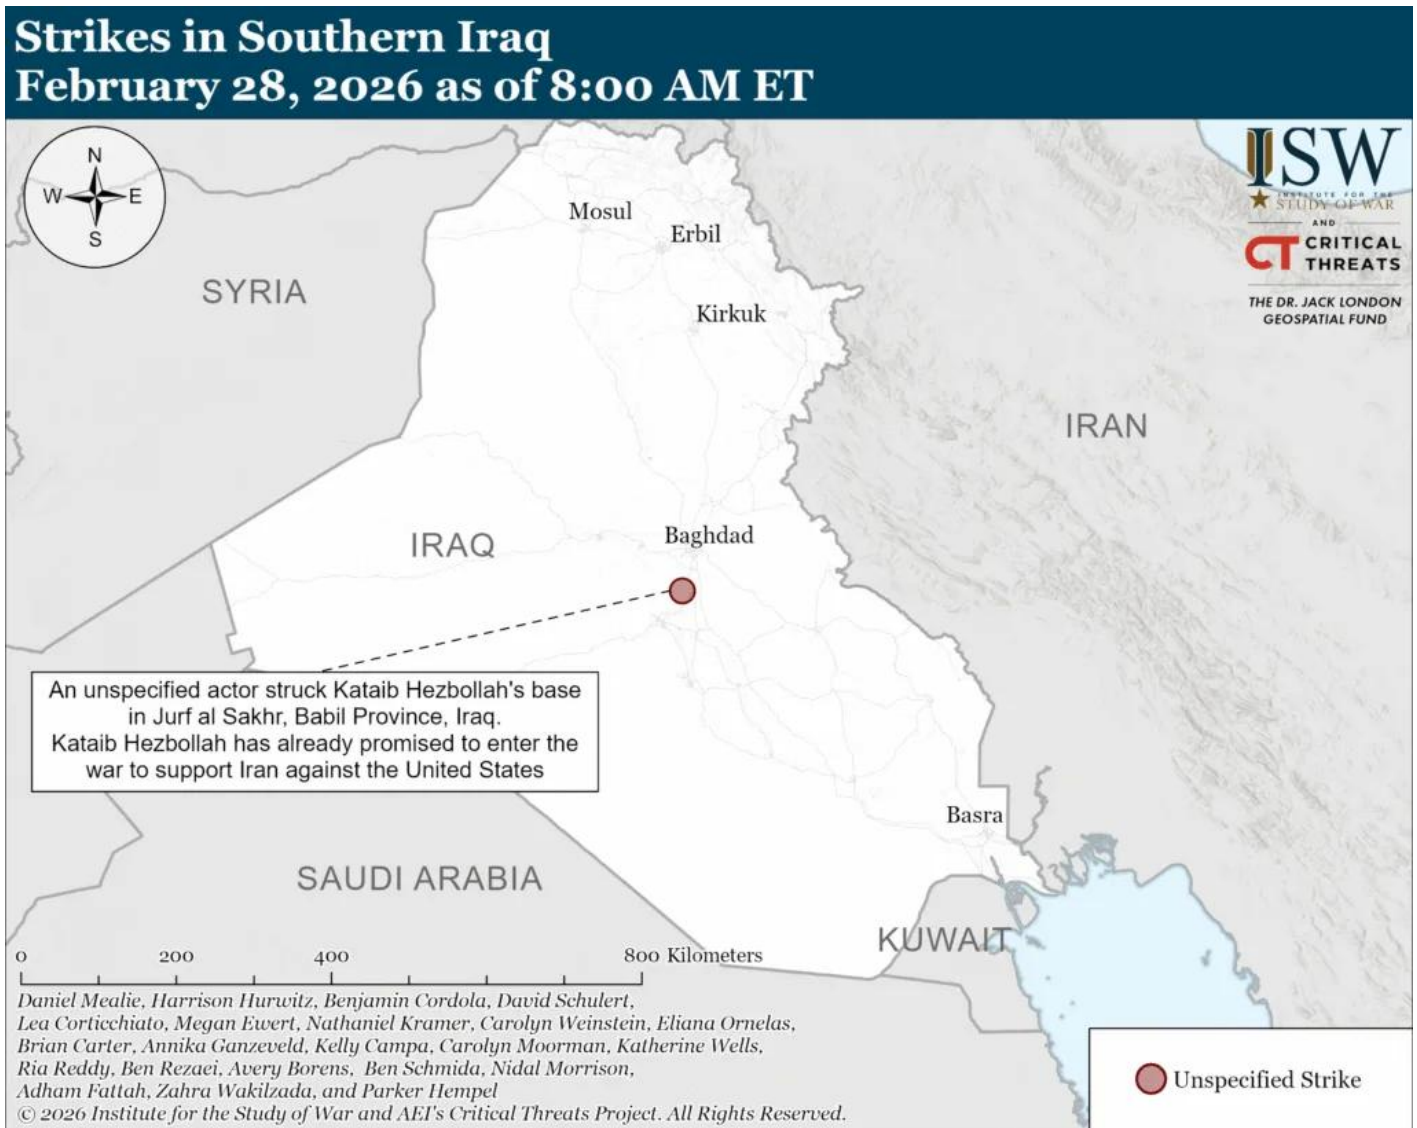 Strikes in Southern Iraq
February 28, 2026 as of 8:00 AM ET
N
W E
S
ISW
INSTITUTE FOR THE
STUDY OF WAR
AND
CT CRITICAL
THREATS
THE DR. JACK LONDON
GEOSPATIAL FUND
Mosul
Erbil
SYRIA
Kirkuk
IRAN
Baghdad
IRAQ
An unspecified actor struck Kataib Hezbollah's base
in Jurf al Sakhr, Babil Province, Iraq.
Kataib Hezbollah has already promised to enter the
war to support Iran against the United States
Basra
SAUDI ARABIA
KUWAIT
0 200 400 800 Kilometers
Daniel Mealie, Harrison Hurwitz, Benjamin Cordola, David Schulert,
Lea Corticchiato, Megan Ewert, Nathaniel Kramer, Carolyn Weinstein, Eliana Ornelas,
Brian Carter, Annika Ganzeveld, Kelly Campa, Carolyn Moorman, Katherine Wells,
Ria Reddy, Ben Rezaei, Avery Borens, Ben Schmida, Nidal Morrison,
Adham Fattah, Zahra Wakilzada, and Parker Hempel
© 2026 Institute for the Study of War and AEI's Critical Threats Project. All Rights Reserved.
Unspecified Strike